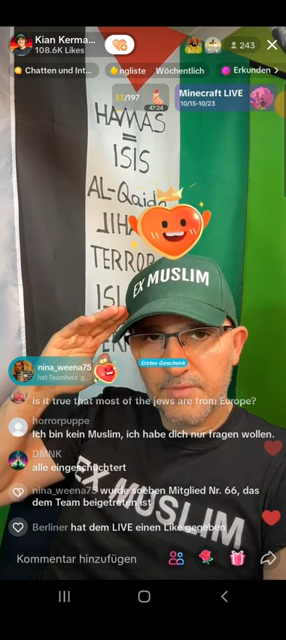 Kian Kerma...
108.6K Likes
50 k
50 k
243
Chatten und Int...
ngliste
Wöchentlich
Erkunden >
33/197
47:24
Minecraft LIVE
10/15-10/23
HAMAS
=
ISIS
AL-Qaida
JIHA
TERROR
ISL
EX MUSLIM
Erstes Geschenk
nina_weena75
hat Teamherz g...
is it true that most of the jews are from Europe?
horrorpuppe
Ich bin kein Muslim, ich habe dich nur fragen wollen.
DMNK
alle eingeschüchtert
nina_weena75 wurde soeben Mitglied Nr. 66, das
dem Team beigetreten ist
Berliner hat dem LIVE einen Like gegeben
EX MUSLIM
Kommentar hinzufügen